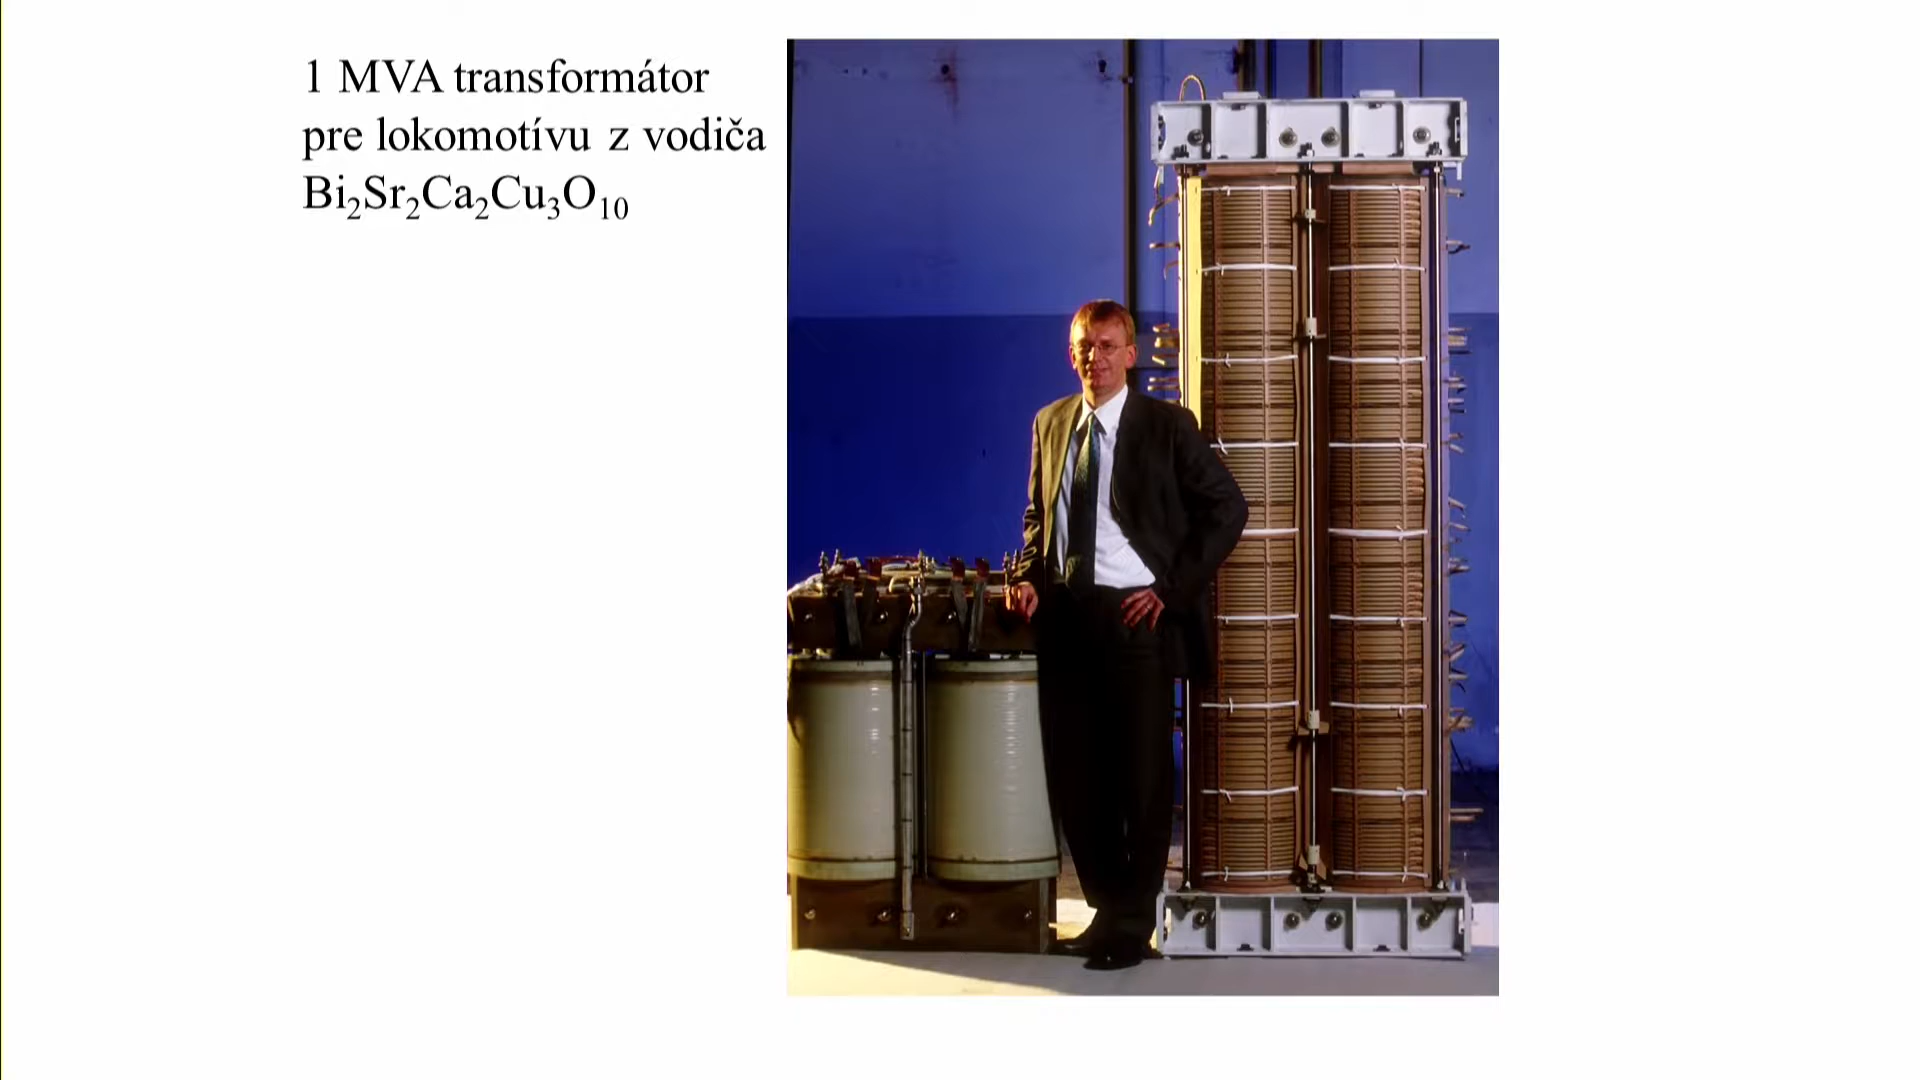 1 MVA transformátor
pre lokomotívu z vodiča
Bi₂Sr₂Ca₂Cu₃O₁₀